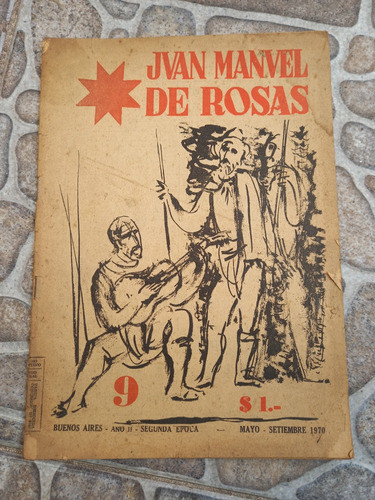 JVAN MANVEL
DE ROSAS
9
$ 1.-
BUENOS AIRES - AÑO II - SEGUNDA EPOCA MAYO - SETIEMBRE 1970